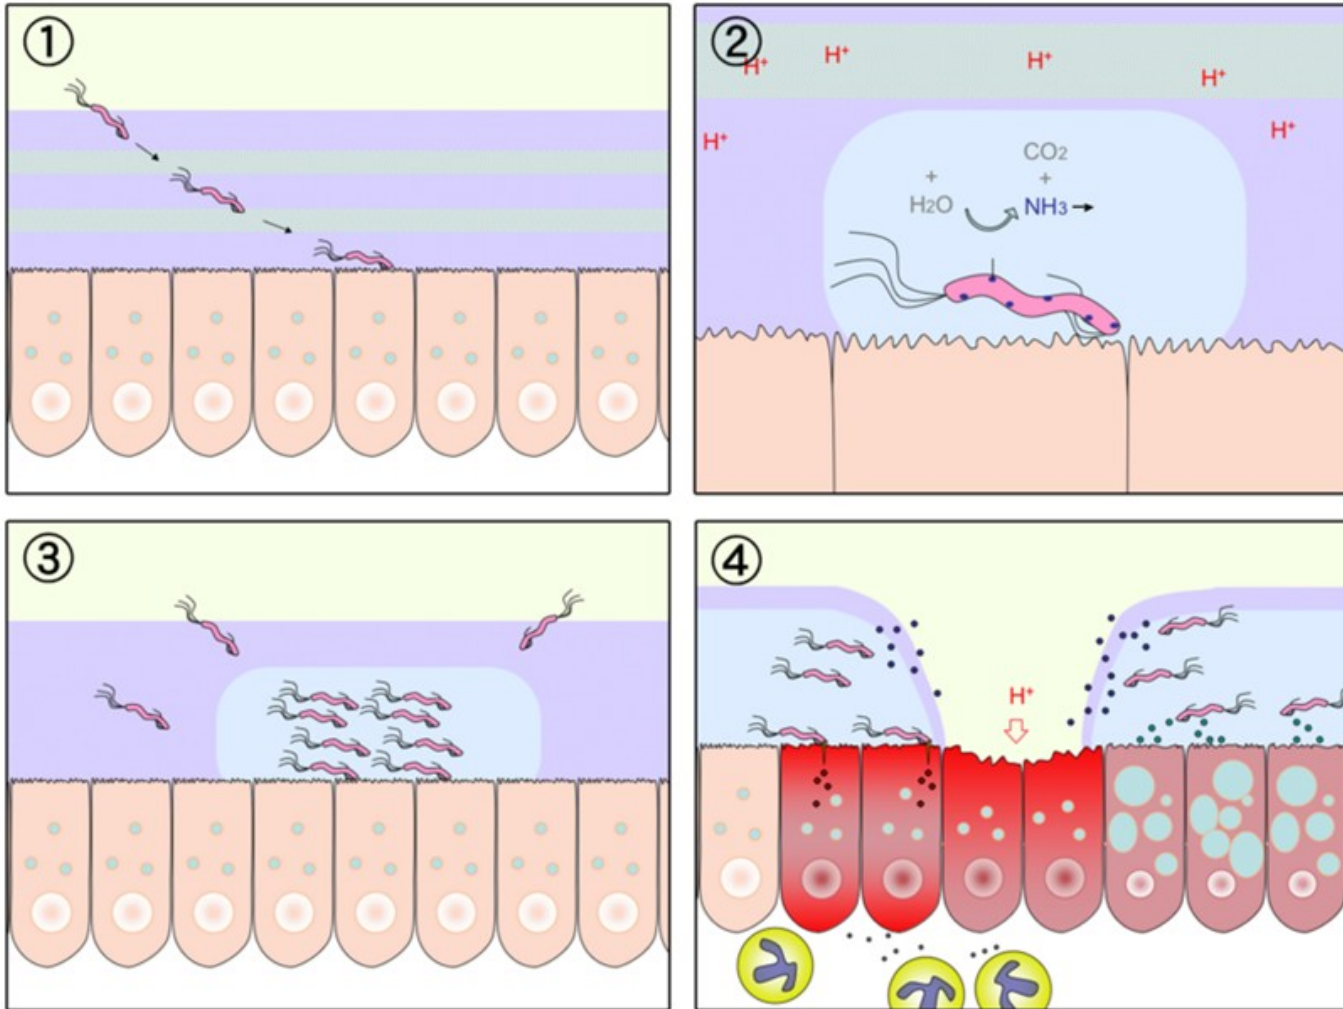 ①
②
H⁺ H⁺ H⁺ H⁺
H⁺ H⁺
CO₂
+ +
H₂O NH₃
③
④
H⁺